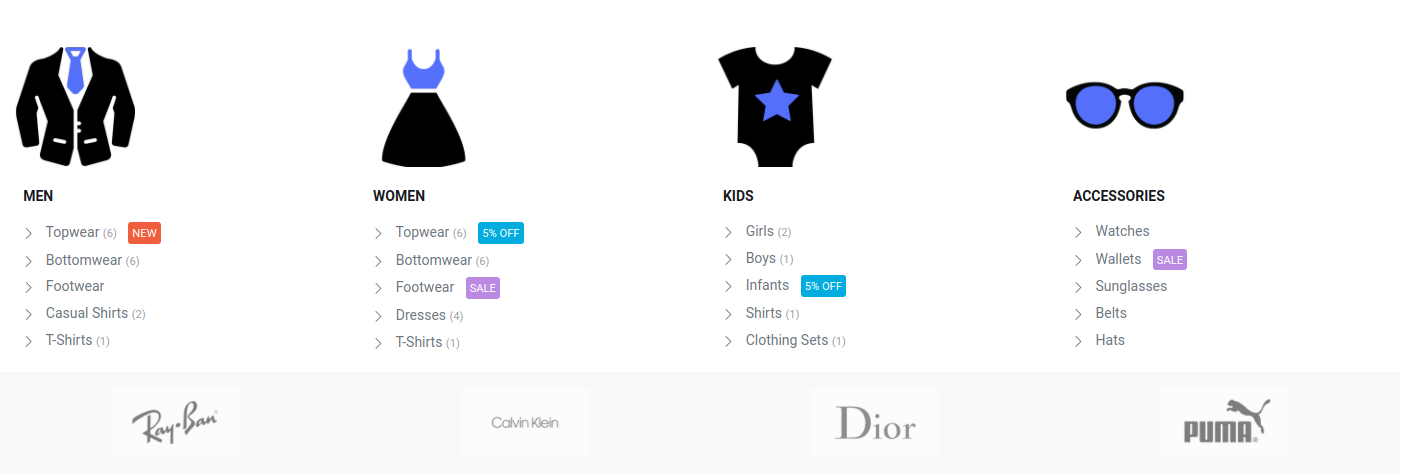 MEN
Topwear (6) NEW
Bottomwear (6)
Footwear
Casual Shirts (2)
T-Shirts (1)
WOMEN
Topwear (6) 5% OFF
Bottomwear (6)
Footwear SALE
Dresses (4)
T-Shirts (1)
KIDS
Girls (2)
Boys (1)
Infants 5% OFF
Shirts (1)
Clothing Sets (1)
ACCESSORIES
Watches
Wallets SALE
Sunglasses
Belts
Hats
Ray-Ban
Calvin Klein
Dior
PUMA®